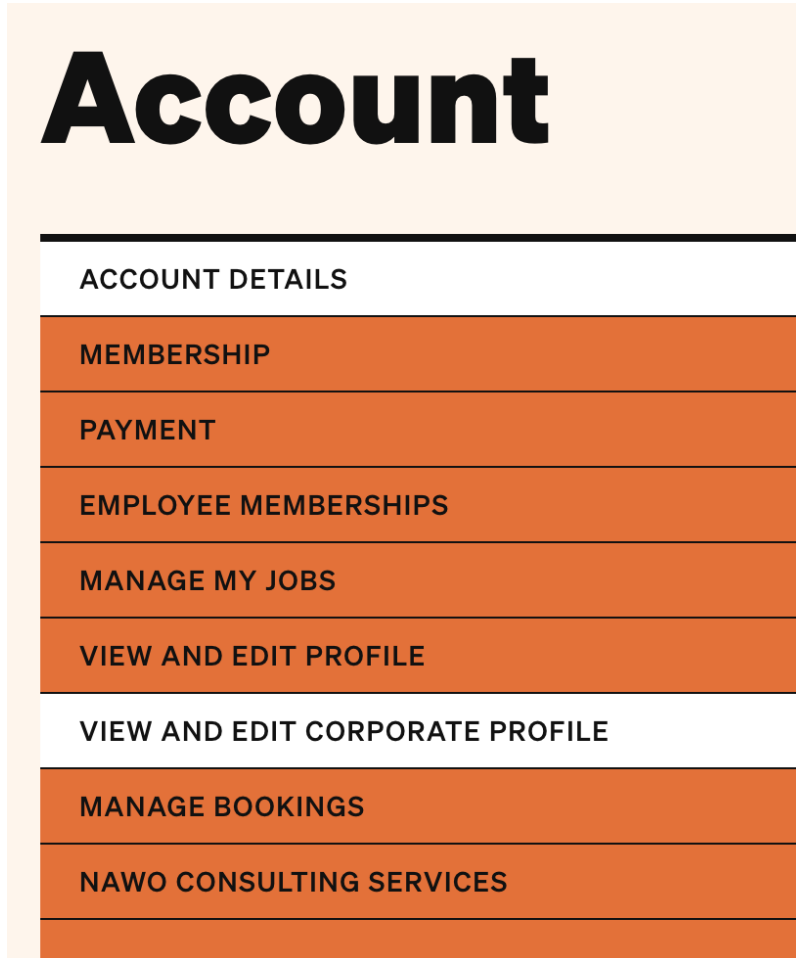 Account
ACCOUNT DETAILS
MEMBERSHIP
PAYMENT
EMPLOYEE MEMBERSHIPS
MANAGE MY JOBS
VIEW AND EDIT PROFILE
VIEW AND EDIT CORPORATE PROFILE
MANAGE BOOKINGS
NAWO CONSULTING SERVICES